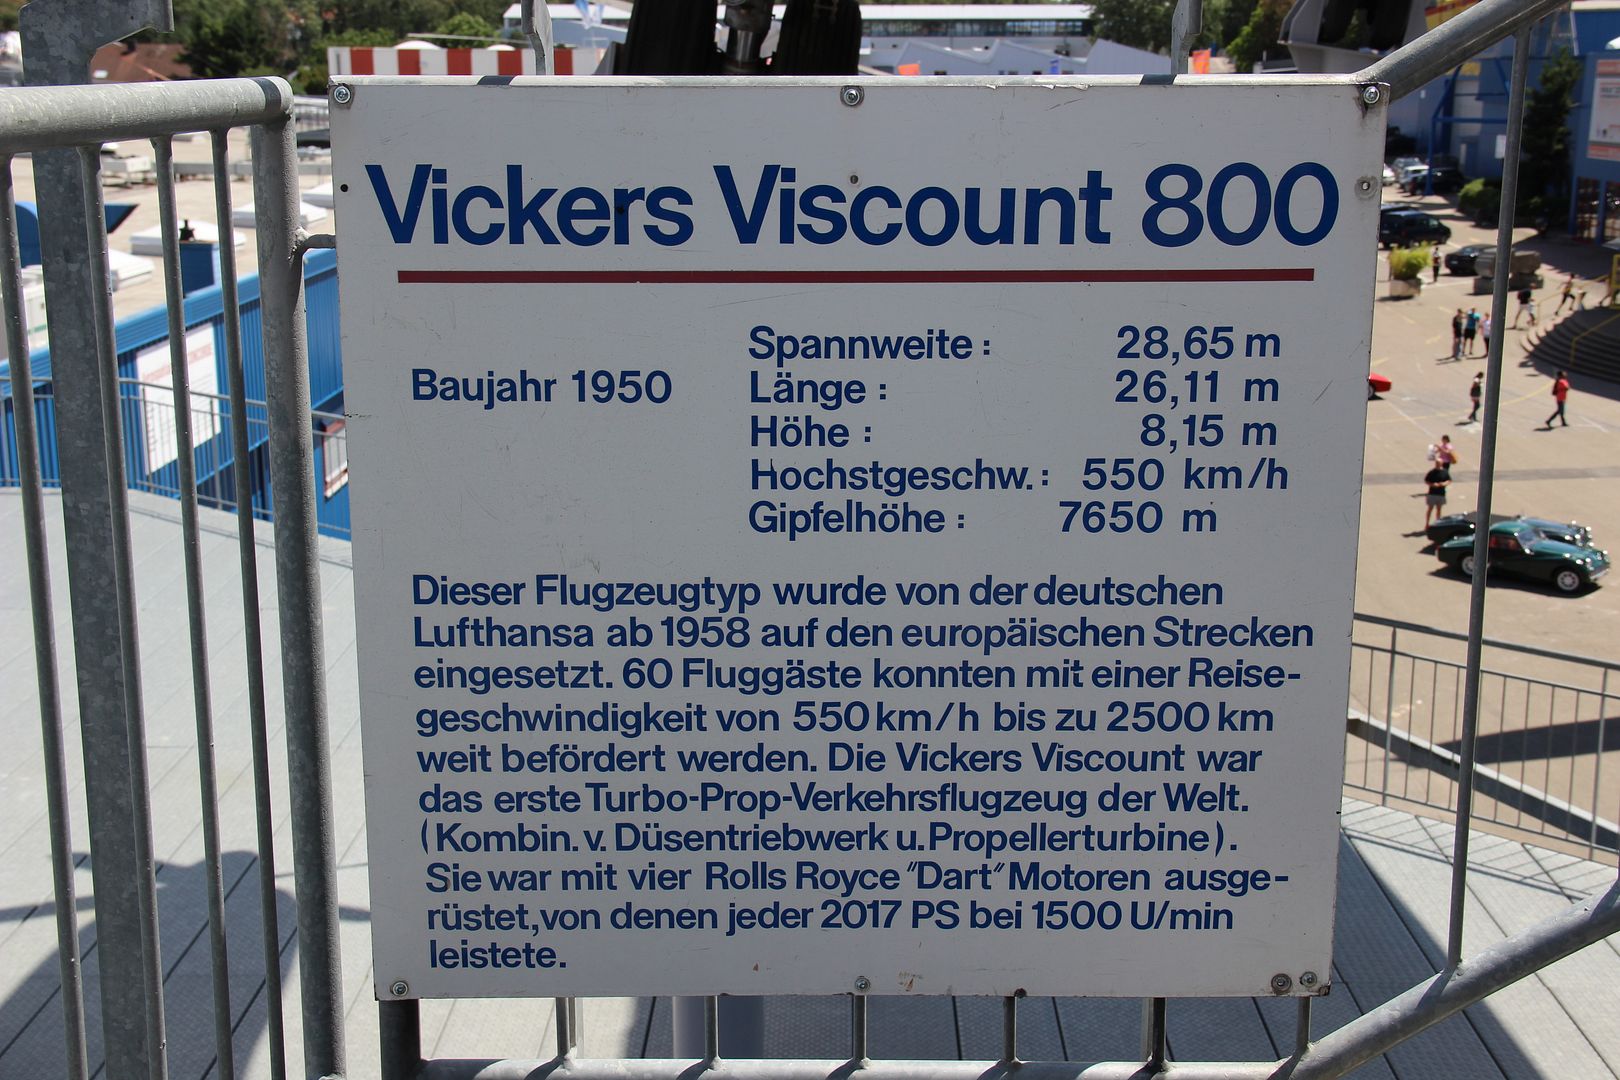 Vickers Viscount 800
Baujahr 1950
Spannweite : 28,65 m
Länge : 26,11 m
Höhe : 8,15 m
Hochstgeschw. : 550 km/h
Gipfelhöhe : 7650 m
Dieser Flugzeugtyp wurde von der deutschen
Lufthansa ab 1958 auf den europäischen Strecken
eingesetzt. 60 Fluggäste konnten mit einer Reise-
geschwindigkeit von 550 km/h bis zu 2500 km
weit befördert werden. Die Vickers Viscount war
das erste Turbo-Prop-Verkehrsflugzeug der Welt.
(Kombin. v. Düsentriebwerk u. Propellerturbine).
Sie war mit vier Rolls Royce "Dart" Motoren ausge-
rüstet, von denen jeder 2017 PS bei 1500 U/min
leistete.